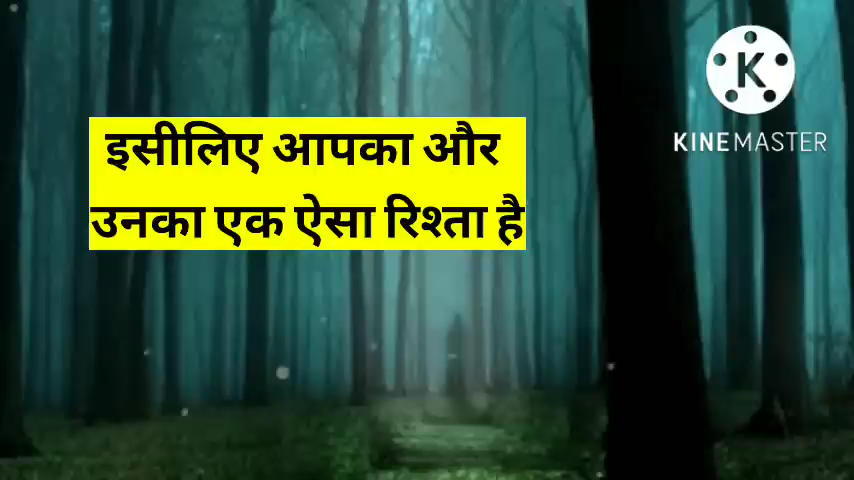 इसीलिए आपका और
उनका एक ऐसा रिश्ता है
K
KINEMASTER